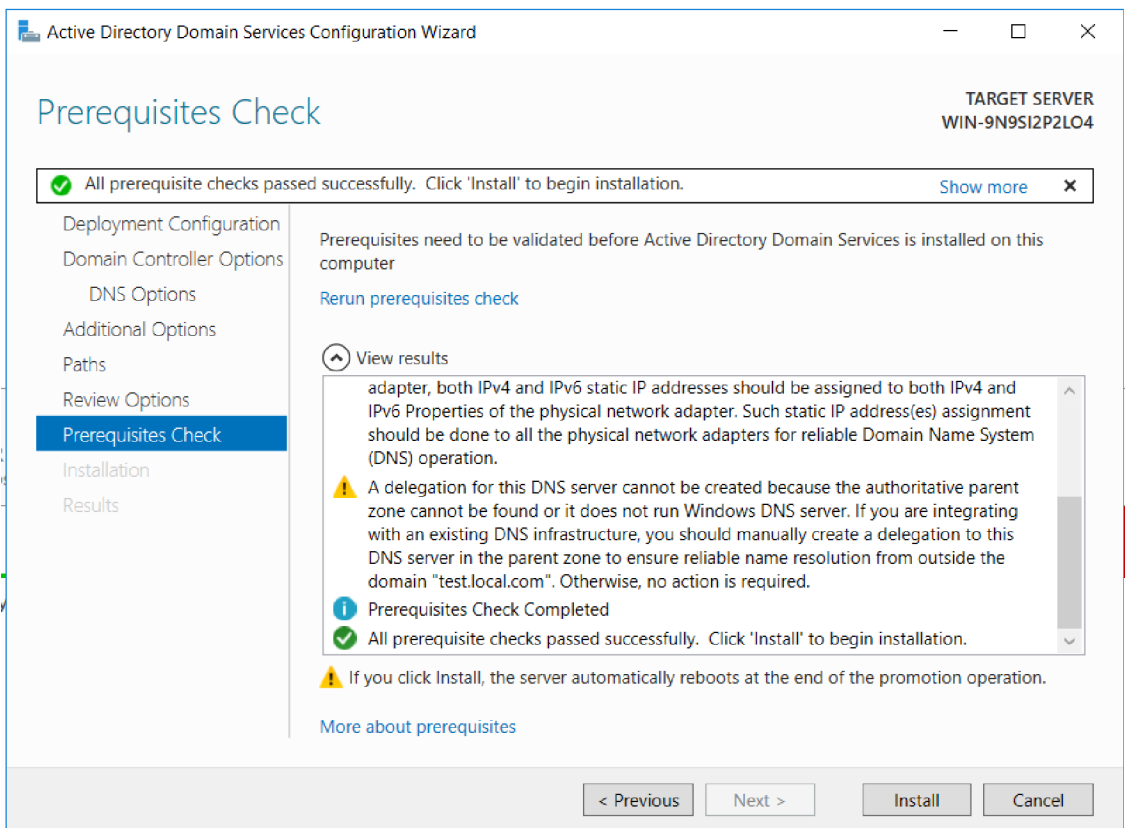 Active Directory Domain Services Configuration Wizard
Prerequisites Check
TARGET SERVER
WIN-9N9SI2P2LO4
All prerequisite checks passed successfully.  Click 'Install' to begin installation.
Show more
Deployment Configuration
Domain Controller Options
DNS Options
Additional Options
Paths
Review Options
Prerequisites Check
Installation
Results
Prerequisites need to be validated before Active Directory Domain Services is installed on this
computer
Rerun prerequisites check
View results
adapter, both IPv4 and IPv6 static IP addresses should be assigned to both IPv4 and
IPv6 Properties of the physical network adapter. Such static IP address(es) assignment
should be done to all the physical network adapters for reliable Domain Name System
(DNS) operation.
A delegation for this DNS server cannot be created because the authoritative parent
zone cannot be found or it does not run Windows DNS server. If you are integrating
with an existing DNS infrastructure, you should manually create a delegation to this
DNS server in the parent zone to ensure reliable name resolution from outside the
domain "test.local.com". Otherwise, no action is required.
Prerequisites Check Completed
All prerequisite checks passed successfully.  Click 'Install' to begin installation.
If you click Install, the server automatically reboots at the end of the promotion operation.
More about prerequisites
< Previous
Next >
Install
Cancel